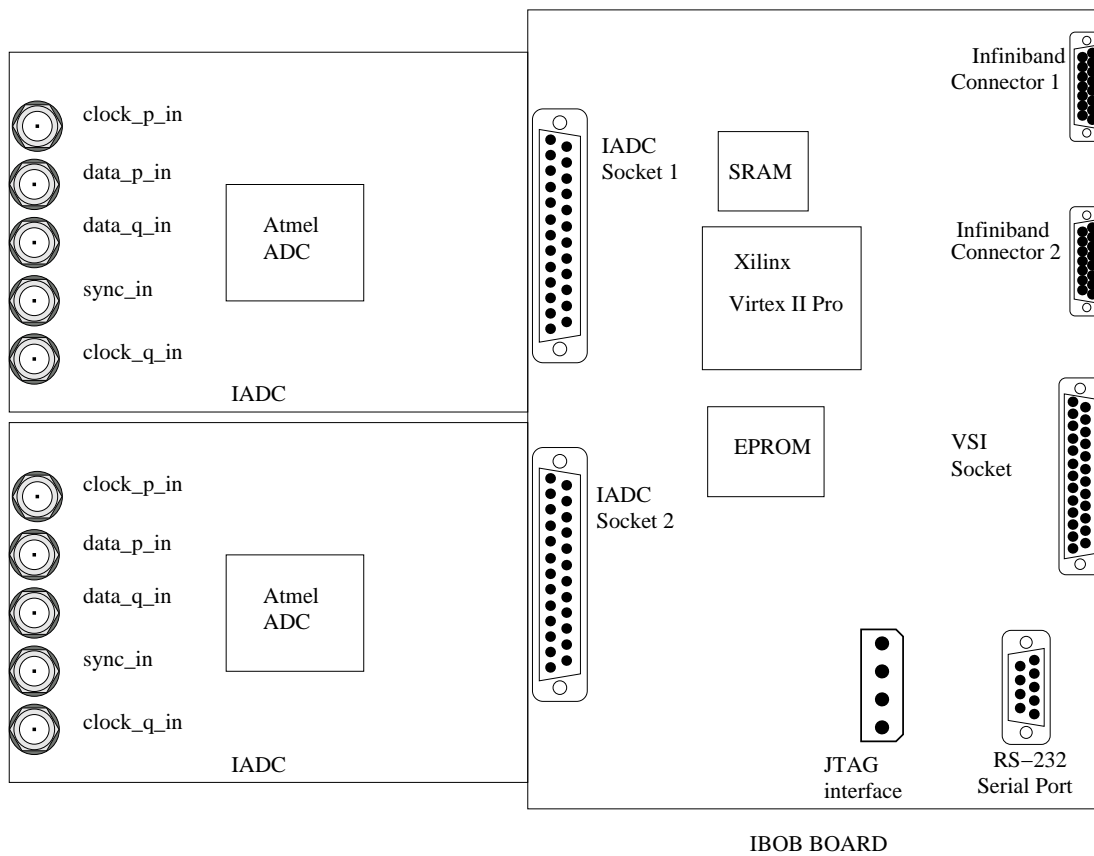 clock_p_in
data_p_in
data_q_in
sync_in
clock_q_in
Atmel
ADC
IADC
clock_p_in
data_p_in
data_q_in
sync_in
clock_q_in
Atmel
ADC
IADC
IADC
Socket 1
IADC
Socket 2
SRAM
Xilinx
Virtex II Pro
EPROM
Infiniband
Connector 1
Infiniband
Connector 2
VSI
Socket
JTAG
interface
RS−232
Serial Port
IBOB BOARD